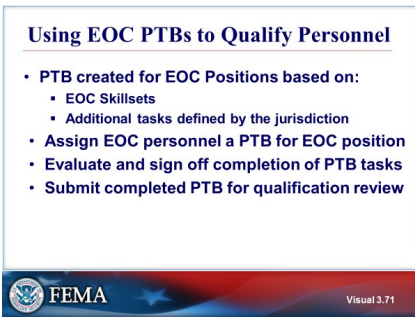 Using EOC PTBs to Qualify Personnel
• PTB created for EOC Positions based on:
▪ EOC Skillsets
▪ Additional tasks defined by the jurisdiction
• Assign EOC personnel a PTB for EOC position
• Evaluate and sign off completion of PTB tasks
• Submit completed PTB for qualification review
FEMA
Visual 3.71